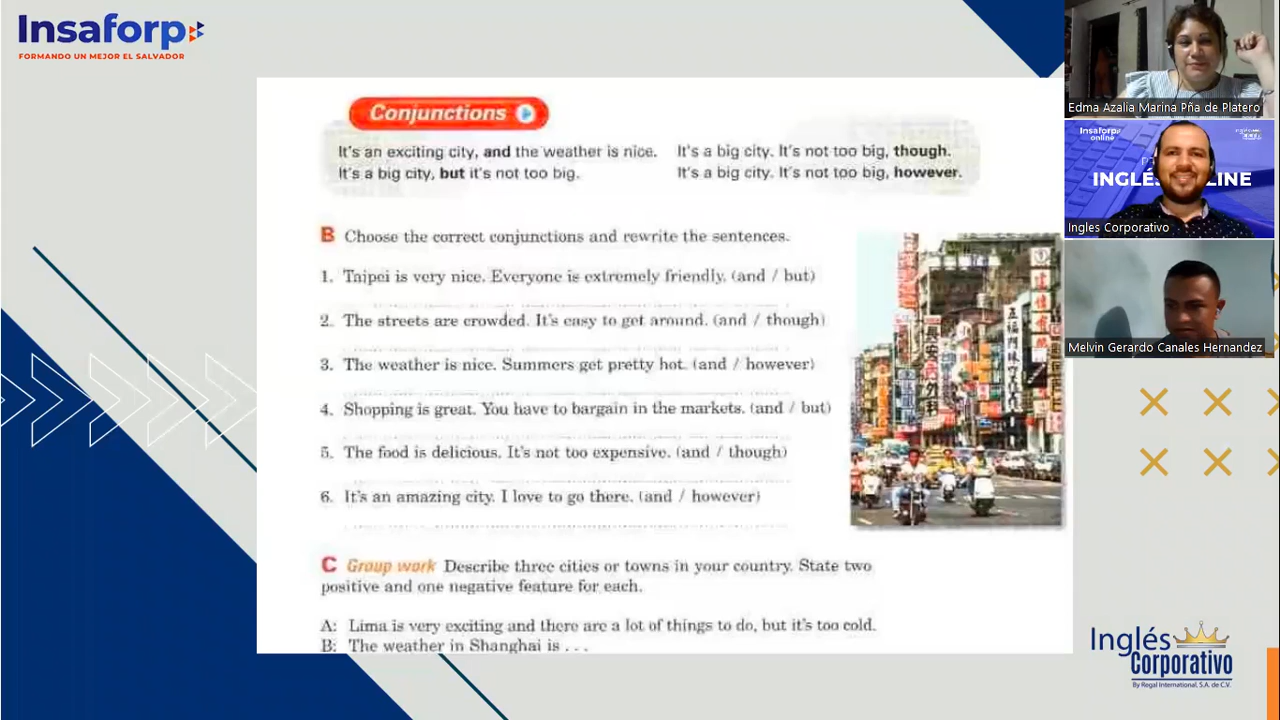 Insaforp
FORMANDO UN MEJOR EL SALVADOR
Conjunctions
It's an exciting city, and the weather is nice.
It's a big city, but it's not too big.
It's a big city. It's not too big, though.
It's a big city. It's not too big, however.
B Choose the correct conjunctions and rewrite the sentences.
1. Taipei is very nice. Everyone is extremely friendly. (and / but)
2. The streets are crowded. It's easy to get around. (and / though)
3. The weather is nice. Summers get pretty hot. (and / however)
4. Shopping is great. You have to bargain in the markets. (and / but)
5. The food is delicious. It's not too expensive. (and / though)
6. It's an amazing city. I love to go there. (and / however)
C Group work Describe three cities or towns in your country. State two
positive and one negative feature for each.
A: Lima is very exciting and there are a lot of things to do, but it's too cold.
B: The weather in Shanghai is . . .
Edma Azalia Marina Pña de Platero
Insaforp
online
INGLÉS ONLINE
Ingles Corporativo
Melvin Gerardo Canales Hernandez
Inglés
Corporativo
By Regal International, S.A. de C.V.